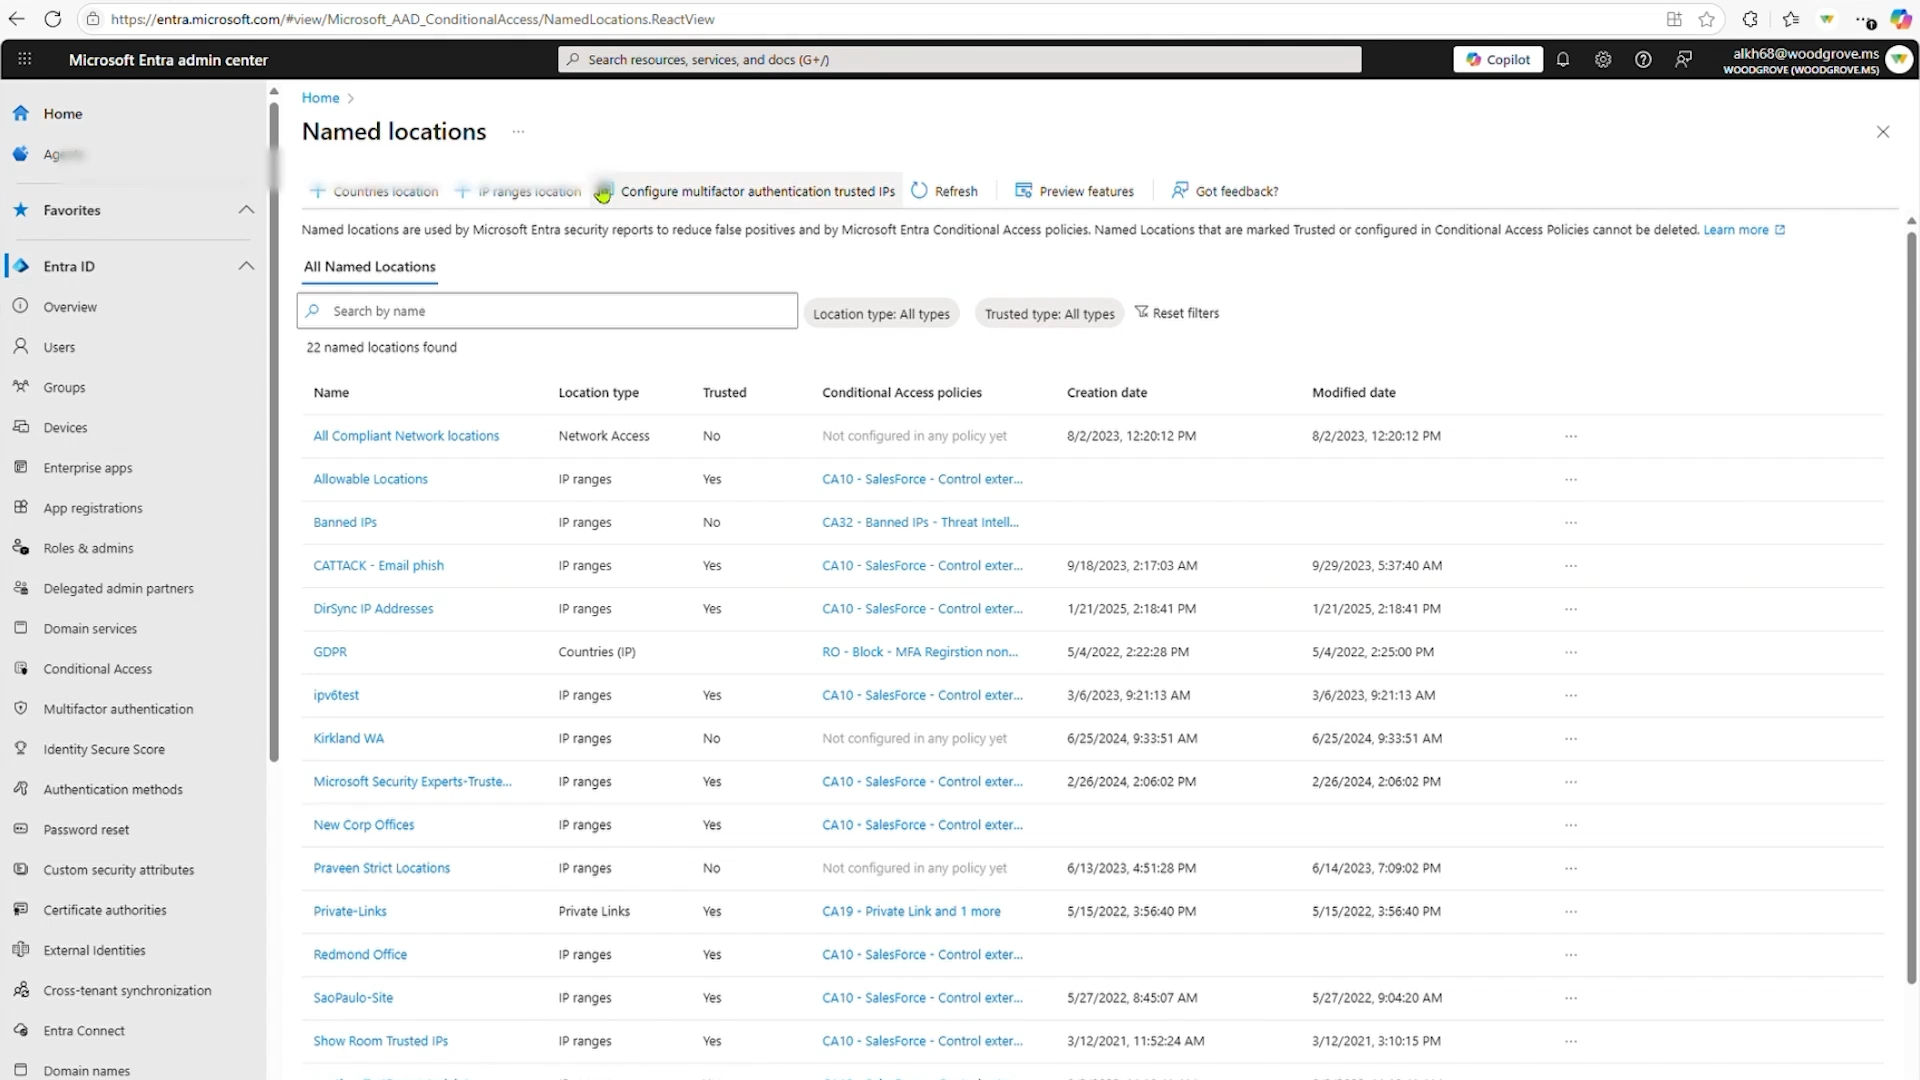 https://entra.microsoft.com/#view/Microsoft_AAD_ConditionalAccess/NamedLocations.ReactView
Microsoft Entra admin center
Search resources, services, and docs (G+/)
Copilot
alkh68@woodgrove.ms
WOODGROVE (WOODGROVE.MS)
Home
Agents
Favorites
Entra ID
Overview
Users
Groups
Devices
Enterprise apps
App registrations
Roles & admins
Delegated admin partners
Domain services
Conditional Access
Multifactor authentication
Identity Secure Score
Authentication methods
Password reset
Custom security attributes
Certificate authorities
External Identities
Cross-tenant synchronization
Entra Connect
Domain names
Home >
Named locations ...
+ Countries location + IP ranges location Configure multifactor authentication trusted IPs Refresh Preview features Got feedback?
Named locations are used by Microsoft Entra security reports to reduce false positives and by Microsoft Entra Conditional Access policies. Named Locations that are marked Trusted or configured in Conditional Access Policies cannot be deleted. Learn more
All Named Locations
Search by name Location type: All types Trusted type: All types Reset filters
22 named locations found
Name Location type Trusted Conditional Access policies Creation date Modified date
All Compliant Network locations Network Access No Not configured in any policy yet 8/2/2023, 12:20:12 PM 8/2/2023, 12:20:12 PM ...
Allowable Locations IP ranges Yes CA10 - SalesForce - Control exter... ...
Banned IPs IP ranges No CA32 - Banned IPs - Threat Intell... ...
CATTACK - Email phish IP ranges Yes CA10 - SalesForce - Control exter... 9/18/2023, 2:17:03 AM 9/29/2023, 5:37:40 AM ...
DirSync IP Addresses IP ranges Yes CA10 - SalesForce - Control exter... 1/21/2025, 2:18:41 PM 1/21/2025, 2:18:41 PM ...
GDPR Countries (IP) RO - Block - MFA Regirstion non... 5/4/2022, 2:22:28 PM 5/4/2022, 2:25:00 PM ...
ipv6test IP ranges Yes CA10 - SalesForce - Control exter... 3/6/2023, 9:21:13 AM 3/6/2023, 9:21:13 AM ...
Kirkland WA IP ranges No Not configured in any policy yet 6/25/2024, 9:33:51 AM 6/25/2024, 9:33:51 AM ...
Microsoft Security Experts-Truste... IP ranges Yes CA10 - SalesForce - Control exter... 2/26/2024, 2:06:02 PM 2/26/2024, 2:06:02 PM ...
New Corp Offices IP ranges Yes CA10 - SalesForce - Control exter... ...
Praveen Strict Locations IP ranges No Not configured in any policy yet 6/13/2023, 4:51:28 PM 6/14/2023, 7:09:02 PM ...
Private-Links Private Links Yes CA19 - Private Link and 1 more 5/15/2022, 3:56:40 PM 5/15/2022, 3:56:40 PM ...
Redmond Office IP ranges Yes CA10 - SalesForce - Control exter... ...
SaoPaulo-Site IP ranges Yes CA10 - SalesForce - Control exter... 5/27/2022, 8:45:07 AM 5/27/2022, 9:04:20 AM ...
Show Room Trusted IPs IP ranges Yes CA10 - SalesForce - Control exter... 3/12/2021, 11:52:24 AM 3/12/2021, 3:10:15 PM ...